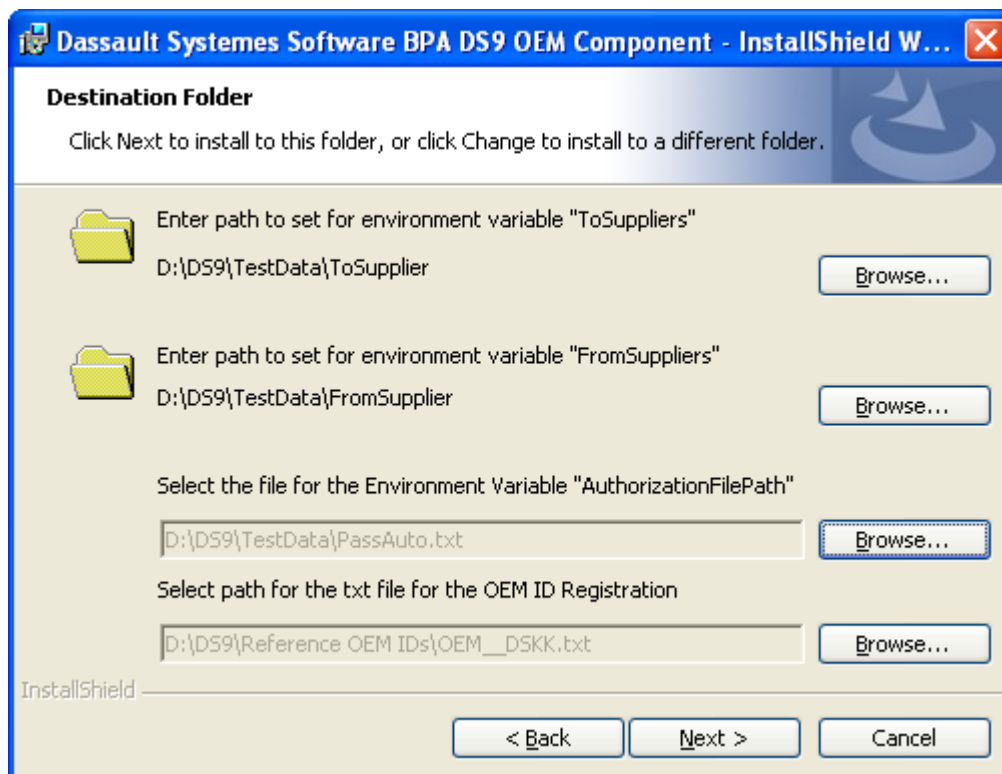 Dassault Systemes Software BPA DS9 OEM Component - InstallShield W...
Destination Folder
Click Next to install to this folder, or click Change to install to a different folder.
Enter path to set for environment variable "ToSuppliers"
D:\DS9\TestData\ToSupplier
Browse...
Enter path to set for environment variable "FromSuppliers"
D:\DS9\TestData\FromSupplier
Browse...
Select the file for the Environment Variable "AuthorizationFilePath"
D:\DS9\TestData\PassAuto.txt
Browse...
Select path for the txt file for the OEM ID Registration
D:\DS9\Reference OEM IDs\OEM__DSKK.txt
Browse...
InstallShield
< Back
Next >
Cancel